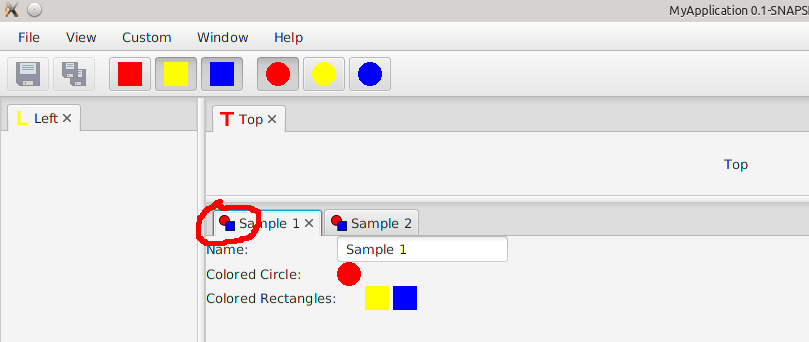 MyApplication 0.1-SNAPS
File View Custom Window Help
L Left
T Top
Top
Sample 1 Sample 2
Name: Sample 1
Colored Circle:
Colored Rectangles: